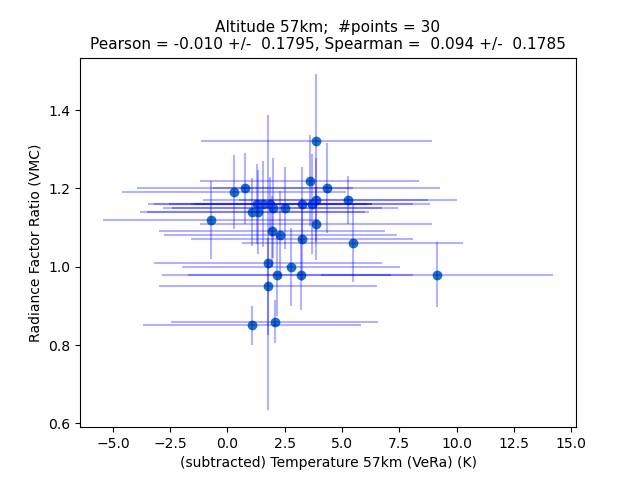 Altitude 57km;  #points = 30
Pearson = -0.010 +/-  0.1795, Spearman =  0.094 +/-  0.1785
1.4
1.2
1.0
0.8
0.6
Radiance Factor Ratio (VMC)
−5.0 −2.5 0.0 2.5 5.0 7.5 10.0 12.5 15.0
(subtracted) Temperature 57km (VeRa) (K)